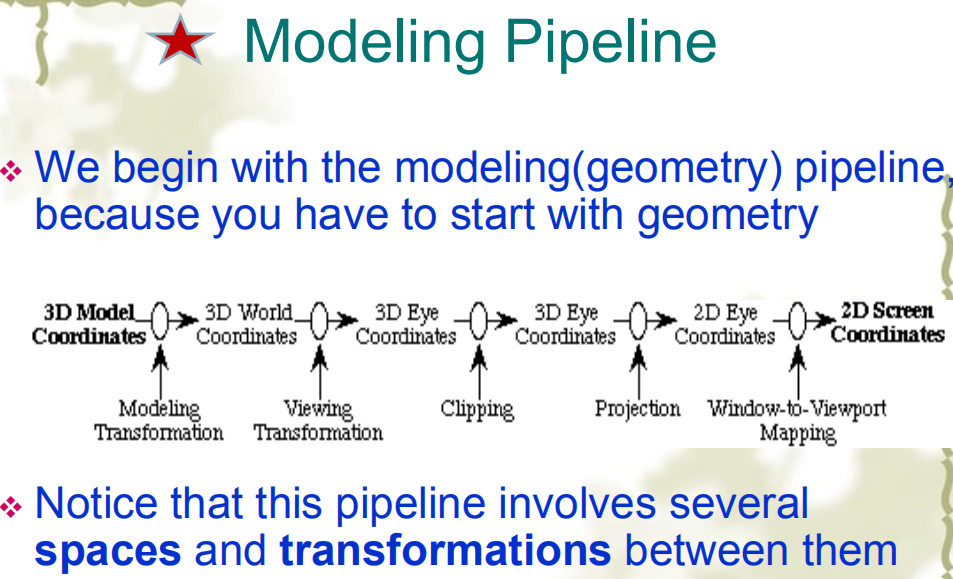 Modeling Pipeline
We begin with the modeling(geometry) pipeline,
because you have to start with geometry
3D Model 3D World 3D Eye 3D Eye 2D Eye 2D Screen
Coordinates Coordinates Coordinates Coordinates Coordinates Coordinates
Modeling Viewing Clipping Projection Window-to-Viewport
Transformation Transformation Mapping
Notice that this pipeline involves several
spaces and transformations between them